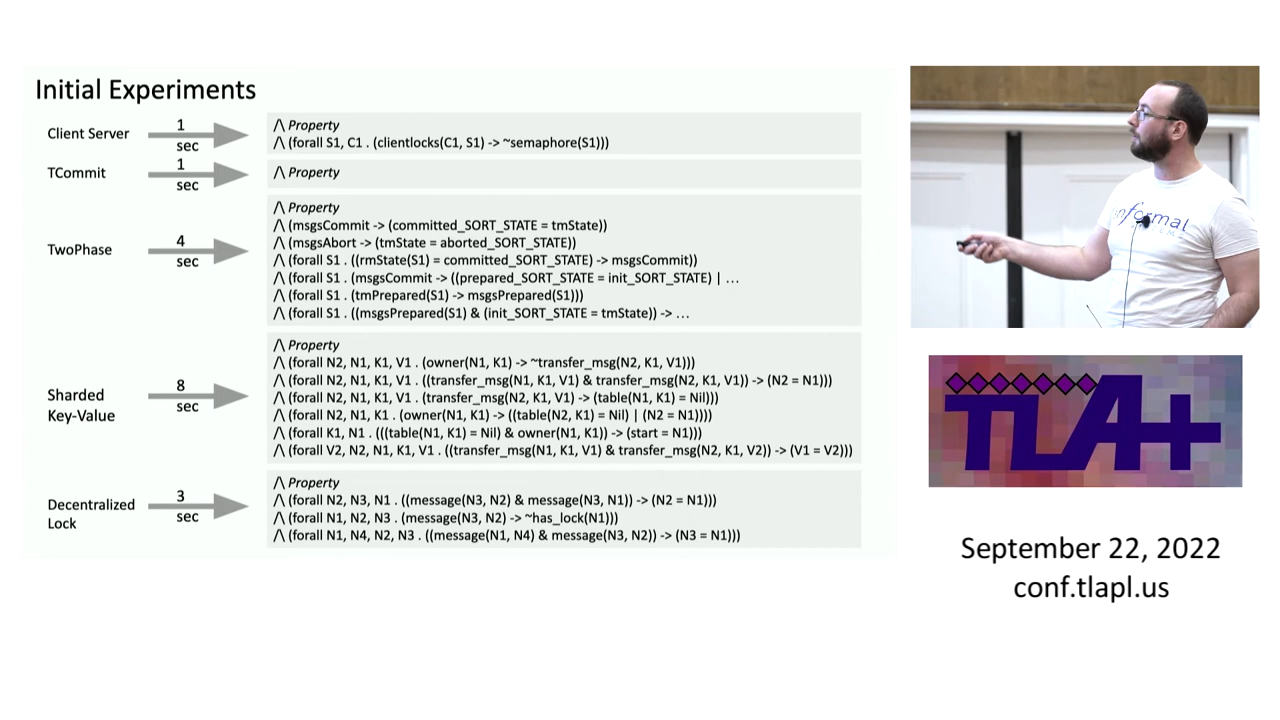 Initial Experiments
Client Server
1
sec
/\ Property
/\ (forall S1, C1 . (clientlocks(C1, S1) -> ~semaphore(S1)))
TCommit
1
sec
/\ Property
TwoPhase
4
sec
/\ Property
/\ (msgsCommit -> (committed_SORT_STATE = tmState))
/\ (msgsAbort -> (tmState = aborted_SORT_STATE))
/\ (forall S1 . ((rmState(S1) = committed_SORT_STATE) -> msgsCommit))
/\ (forall S1 . (msgsCommit -> ((prepared_SORT_STATE = init_SORT_STATE) | …
/\ (forall S1 . (tmPrepared(S1) -> msgsPrepared(S1)))
/\ (forall S1 . ((msgsPrepared(S1) & (init_SORT_STATE = tmState)) -> …
Sharded
Key-Value
8
sec
/\ Property
/\ (forall N2, N1, K1, V1 . (owner(N1, K1) -> ~transfer_msg(N2, K1, V1)))
/\ (forall N2, N1, K1, V1 . ((transfer_msg(N1, K1, V1) & transfer_msg(N2, K1, V1)) -> (N2 = N1)))
/\ (forall N2, N1, K1, V1 . (transfer_msg(N2, K1, V1) -> (table(N1, K1) = Nil)))
/\ (forall N2, N1, K1 . (owner(N1, K1) -> ((table(N2, K1) = Nil) | (N2 = N1))))
/\ (forall K1, N1 . (((table(N1, K1) = Nil) & owner(N1, K1)) -> (start = N1)))
/\ (forall V2, N2, N1, K1, V1 . ((transfer_msg(N1, K1, V1) & transfer_msg(N2, K1, V2)) -> (V1 = V2)))
Decentralized
Lock
3
sec
/\ Property
/\ (forall N2, N3, N1 . ((message(N3, N2) & message(N3, N1)) -> (N2 = N1)))
/\ (forall N1, N2, N3 . (message(N3, N2) -> ~has_lock(N1)))
/\ (forall N1, N4, N2, N3 . ((message(N1, N4) & message(N3, N2)) -> (N3 = N1)))
informal
TLA+
September 22, 2022
conf.tlapl.us